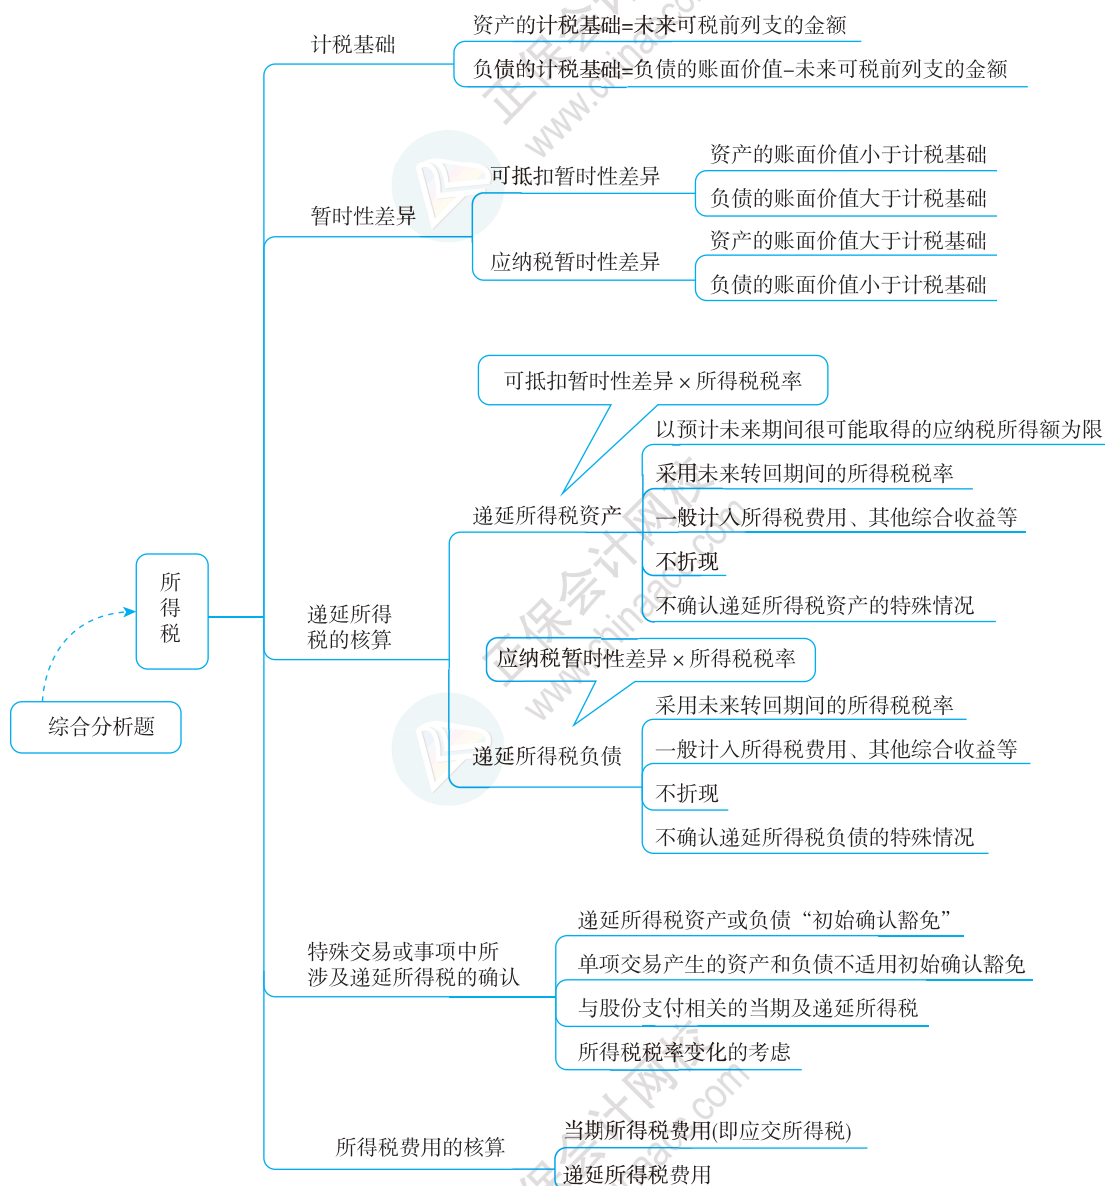 计税基础
资产的计税基础=未来可税前列支的金额
负债的计税基础=负债的账面价值-未来可税前列支的金额
暂时性差异
可抵扣暂时性差异
资产的账面价值小于计税基础
负债的账面价值大于计税基础
应纳税暂时性差异
资产的账面价值大于计税基础
负债的账面价值小于计税基础
可抵扣暂时性差异×所得税税率
递延所得税资产
以预计未来期间很可能取得的应纳税所得额为限
采用未来转回期间的所得税税率
一般计入所得税费用、其他综合收益等
不折现
不确认递延所得税资产的特殊情况
所
得
税
综合分析题
递延所得
税的核算
应纳税暂时性差异×所得税税率
递延所得税负债
采用未来转回期间的所得税税率
一般计入所得税费用、其他综合收益等
不折现
不确认递延所得税负债的特殊情况
特殊交易或事项中所
涉及递延所得税的确认
递延所得税资产或负债“初始确认豁免”
单项交易产生的资产和负债不适用初始确认豁免
与股份支付相关的当期及递延所得税
所得税税率变化的考虑
所得税费用的核算
当期所得税费用(即应交所得税)
递延所得税费用
正保会计网校
www.chinaacc.com